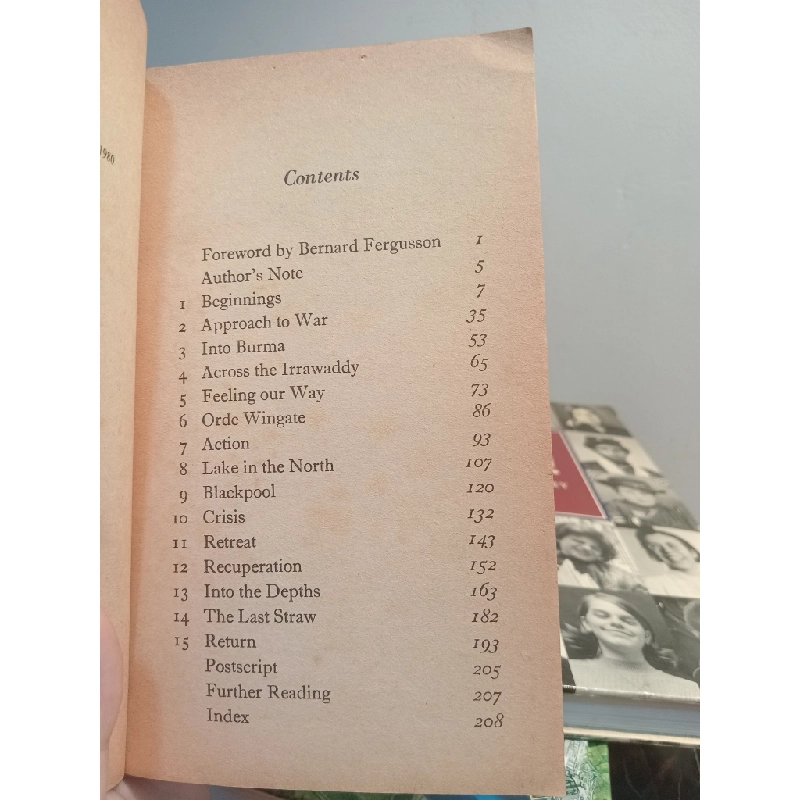 1980
Contents
Foreword by Bernard Fergusson 1
Author's Note 5
1 Beginnings 7
2 Approach to War 35
3 Into Burma 53
4 Across the Irrawaddy 65
5 Feeling our Way 73
6 Orde Wingate 86
7 Action 93
8 Lake in the North 107
9 Blackpool 120
10 Crisis 132
11 Retreat 143
12 Recuperation 152
13 Into the Depths 163
14 The Last Straw 182
15 Return 193
Postscript 205
Further Reading 207
Index 208